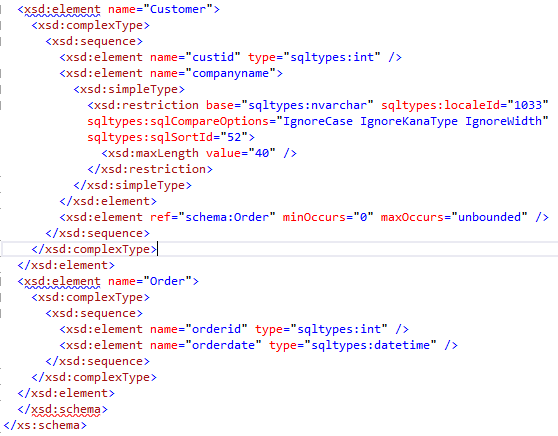 <xsd:element name="Customer">
<xsd:complexType>
<xsd:sequence>
<xsd:element name="custid" type="sqltypes:int" />
<xsd:element name="companyname">
<xsd:simpleType>
<xsd:restriction base="sqltypes:nvarchar" sqltypes:localeId="1033"
sqltypes:sqlCompareOptions="IgnoreCase IgnoreKanaType IgnoreWidth"
sqltypes:sqlSortId="52">
<xsd:maxLength value="40" />
</xsd:restriction>
</xsd:simpleType>
</xsd:element>
<xsd:element ref="schema:Order" minOccurs="0" maxOccurs="unbounded" />
</xsd:sequence>
</xsd:complexType>
</xsd:element>
<xsd:element name="Order">
<xsd:complexType>
<xsd:sequence>
<xsd:element name="orderid" type="sqltypes:int" />
<xsd:element name="orderdate" type="sqltypes:datetime" />
</xsd:sequence>
</xsd:complexType>
</xsd:element>
</xsd:schema>
</xs:schema>